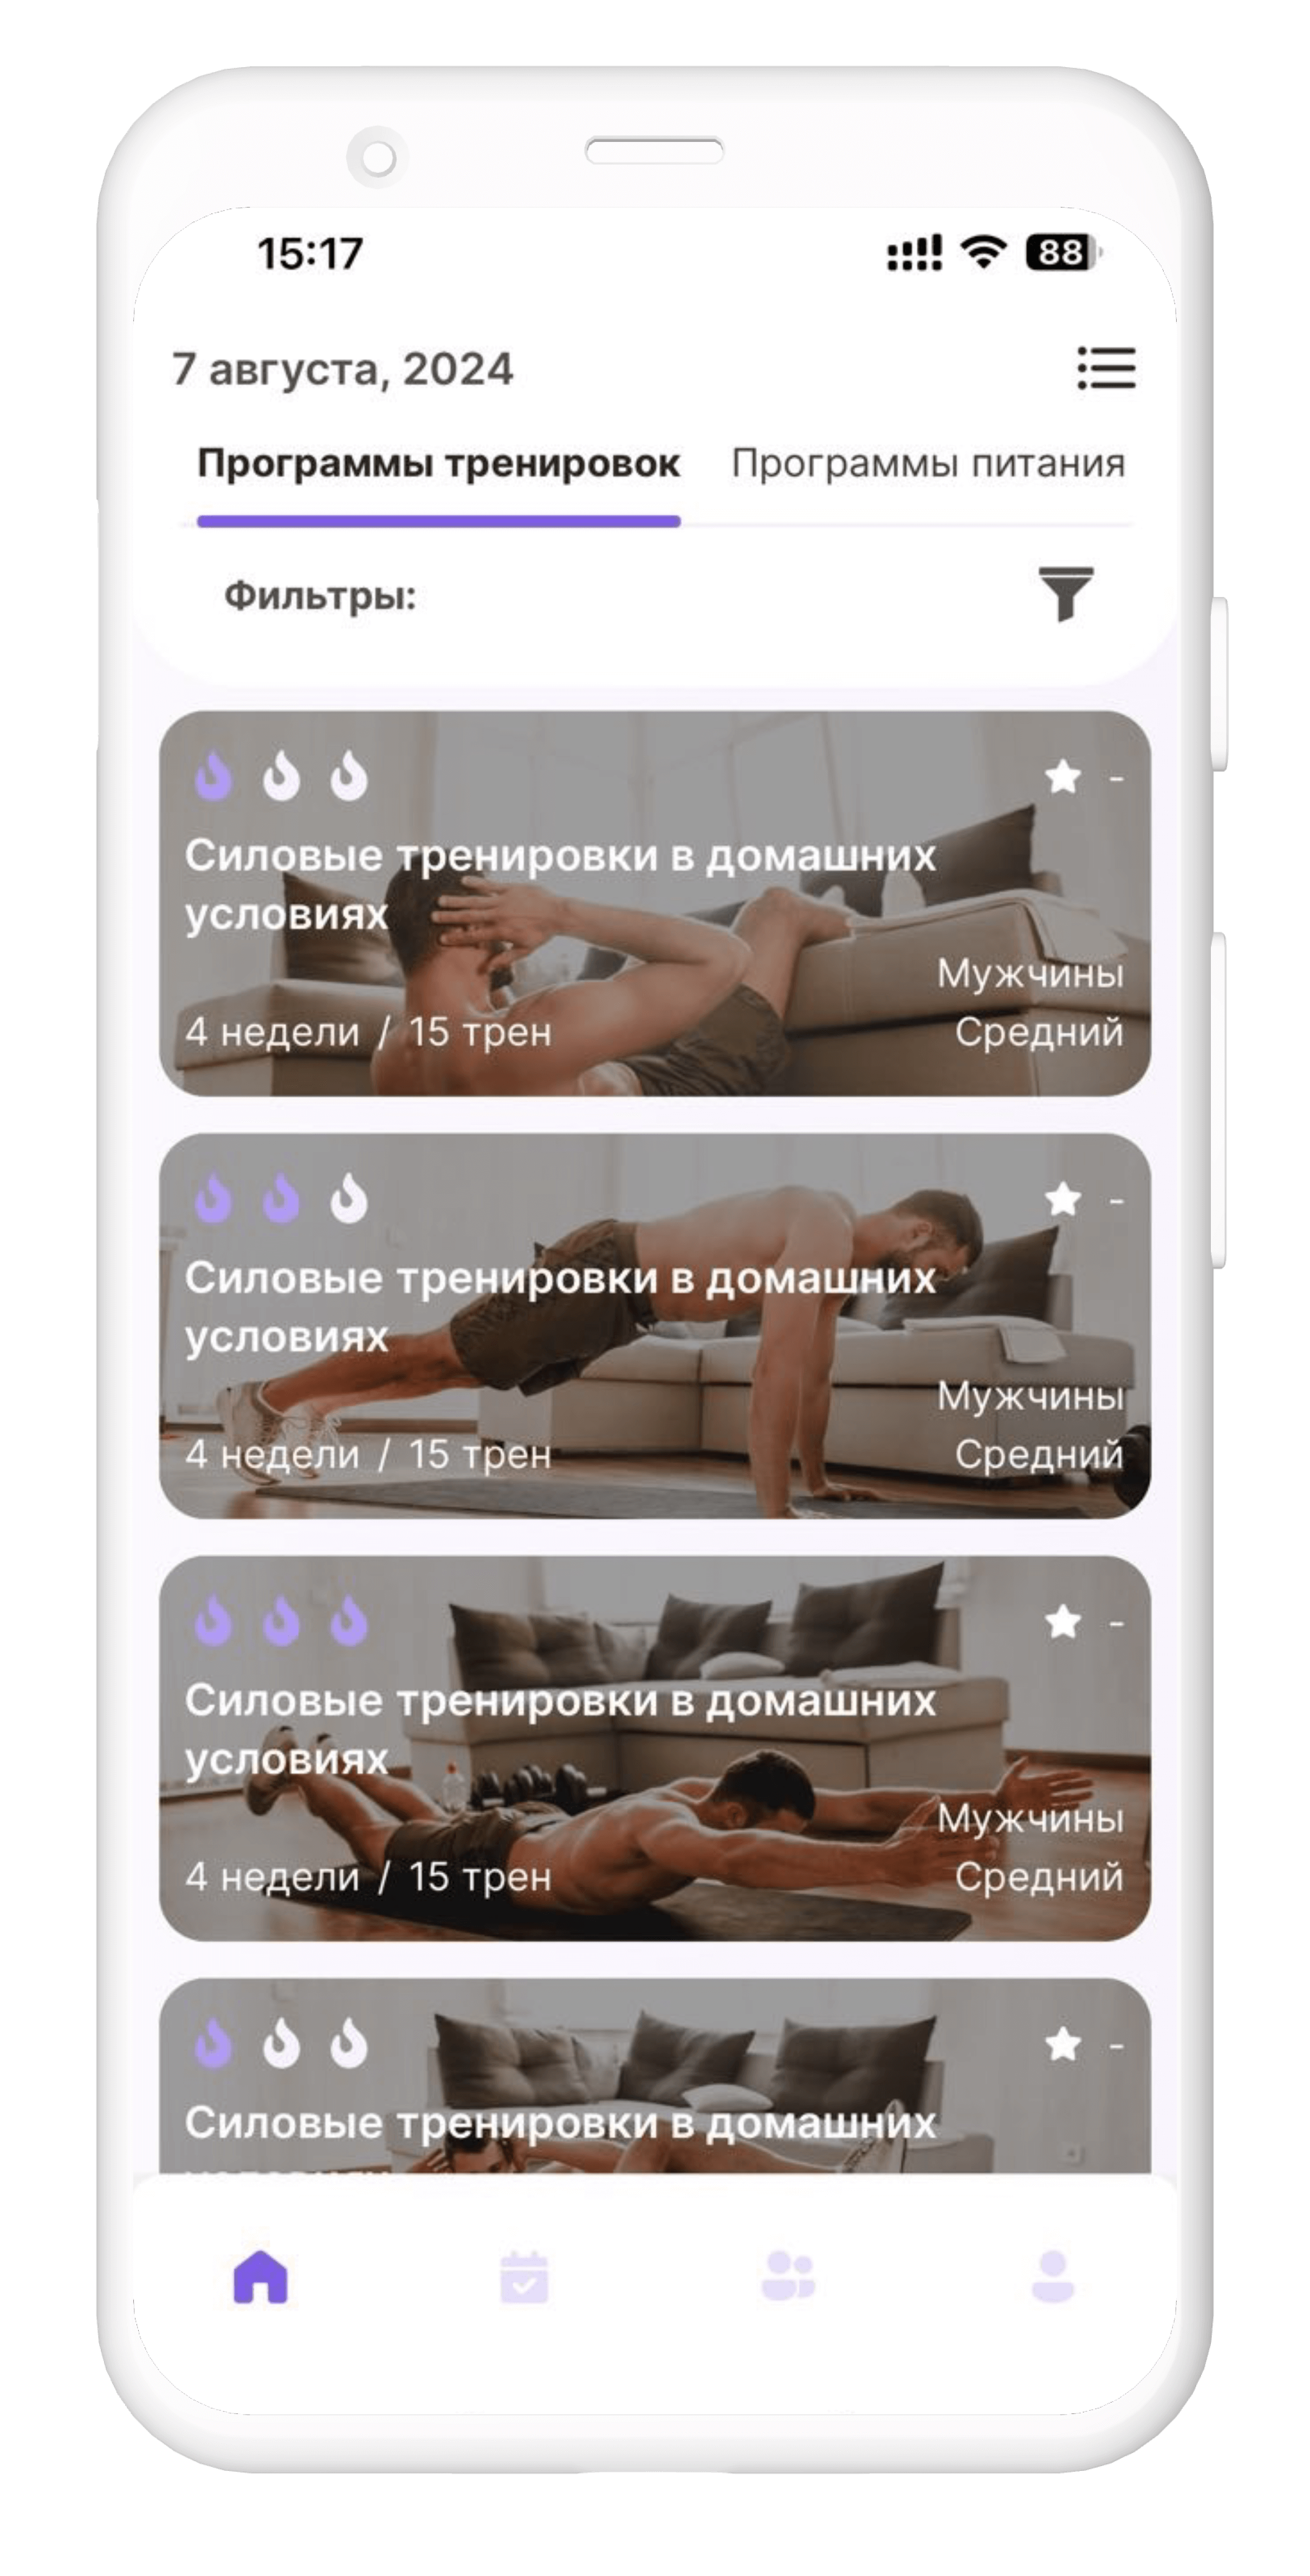 15:17
88
7 августа, 2024
Программы тренировок Программы питания
Фильтры:
-
Силовые тренировки в домашних
условиях
Мужчины
4 недели / 15 трен
Средний
-
Силовые тренировки в домашних
условиях
Мужчины
4 недели / 15 трен
Средний
-
Силовые тренировки в домашних
условиях
Мужчины
4 недели / 15 трен
Средний
-
Силовые тренировки в домашних